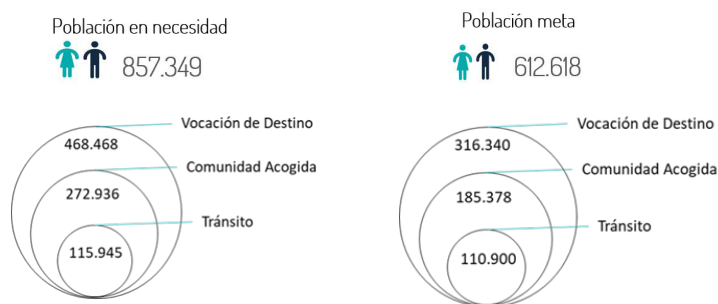 Población en necesidad
857.349
Vocación de Destino
468.468
Comunidad Acogida
272.936
Tránsito
115.945
Población meta
612.618
Vocación de Destino
316.340
Comunidad Acogida
185.378
Tránsito
110.900